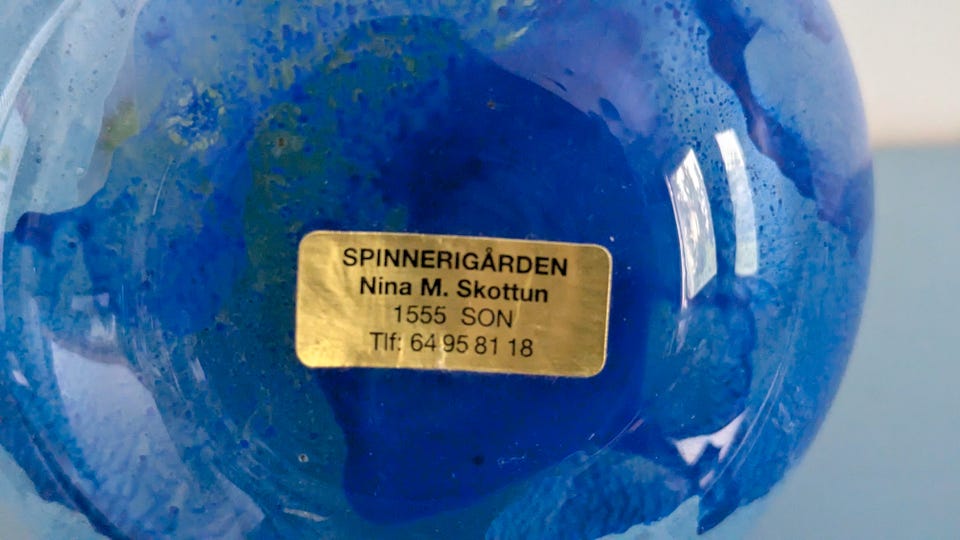 SPINNERIGÅRDEN
Nina M. Skottun
1555 SON
Tlf: 64 95 81 18